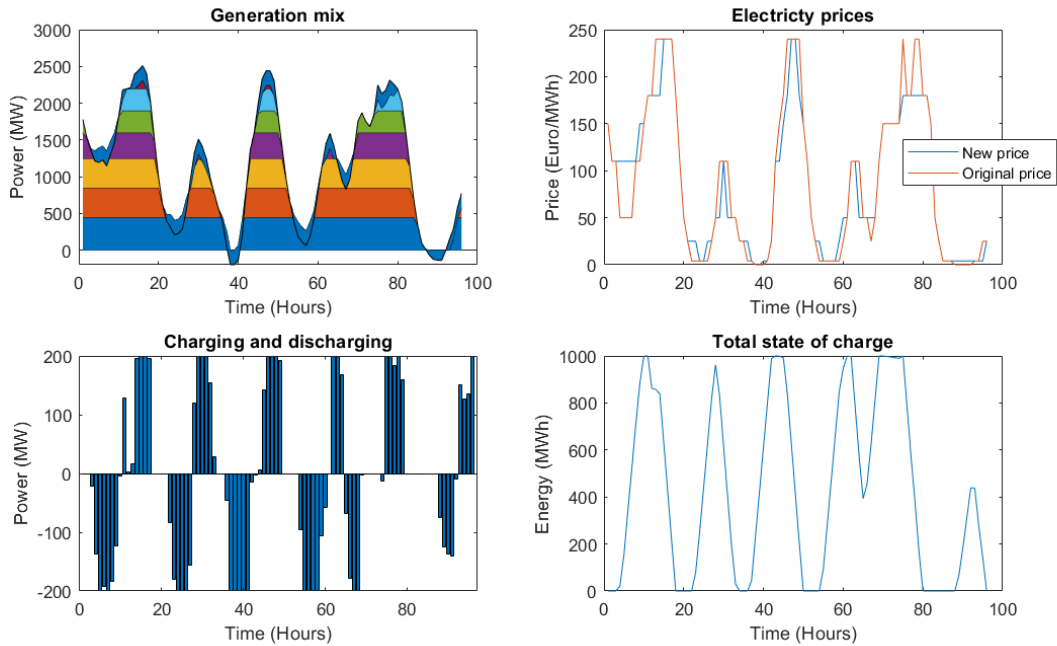 Generation mix
3000
2500
2000
1500
1000
500
0
Power (MW)
0 20 40 60 80 100
Time (Hours)
Electricty prices
250
200
150
100
50
0
Price (Euro/MWh)
New price
Original price
0 20 40 60 80 100
Time (Hours)
Charging and discharging
200
100
0
-100
-200
Power (MW)
0 20 40 60 80
Time (Hours)
Total state of charge
1000
800
600
400
200
0
Energy (MWh)
0 20 40 60 80 100
Time (Hours)